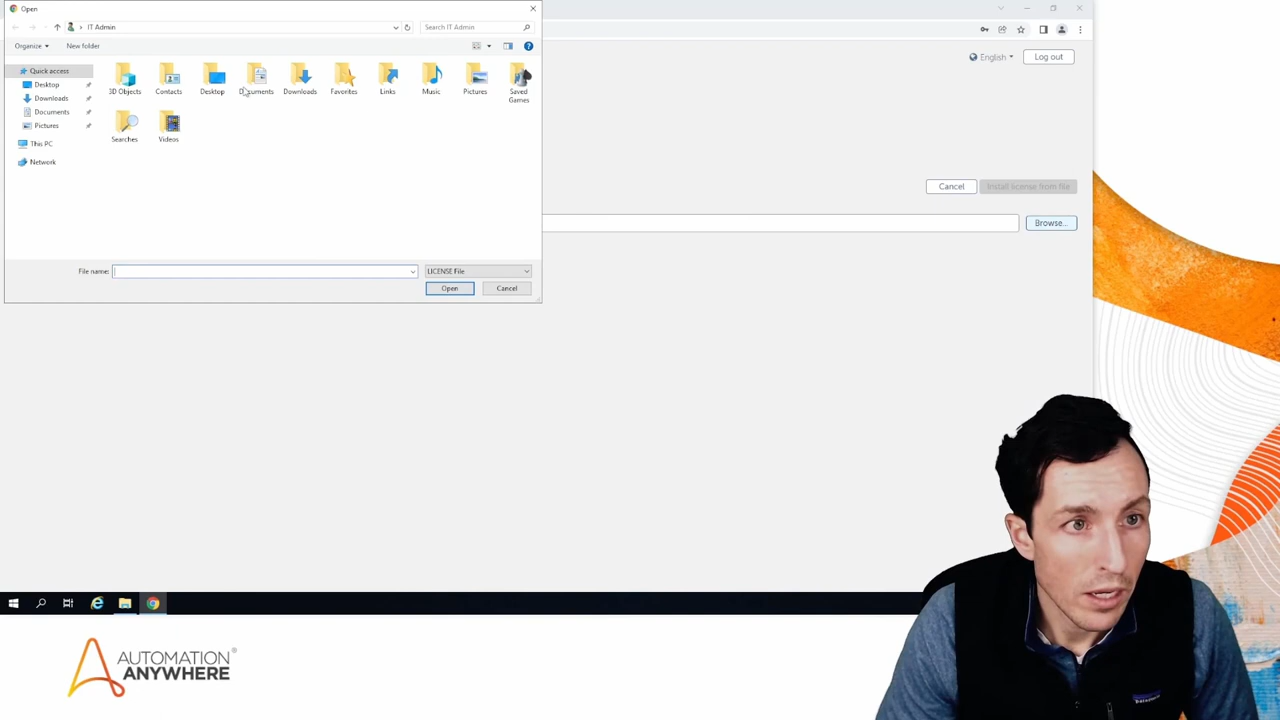 Open
IT Admin
Search IT Admin
Organize
New folder
English
Log out
Quick access
Desktop
Downloads
Documents
Pictures
This PC
Network
3D Objects
Contacts
Desktop
Documents
Downloads
Favorites
Links
Music
Pictures
Saved
Games
Searches
Videos
Cancel
Install license from file
Browse...
File name:
LICENSE File
Open
Cancel
AUTOMATION
ANYWHERE®
patagonia